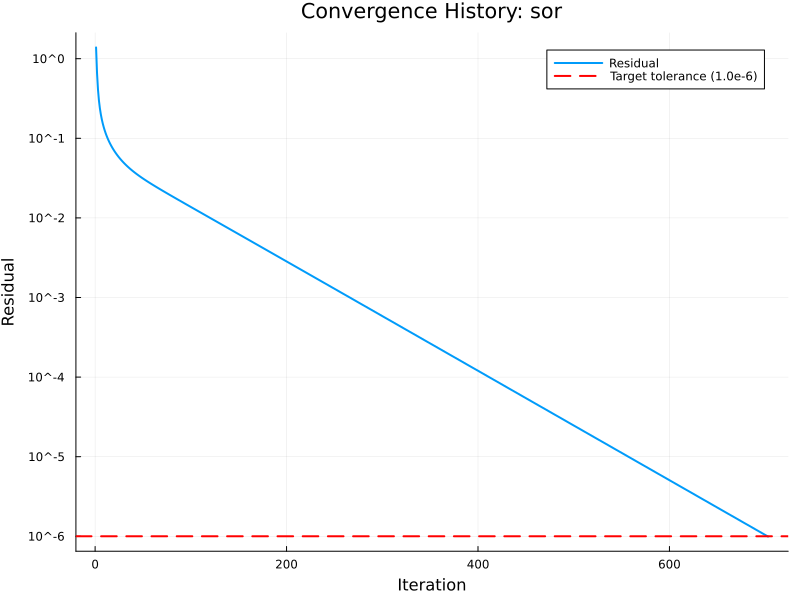 Convergence History: sor
Residual
Target tolerance (1.0e-6)
10^0
10^-1
10^-2
10^-3
10^-4
10^-5
10^-6
Residual
0
200
400
600
Iteration